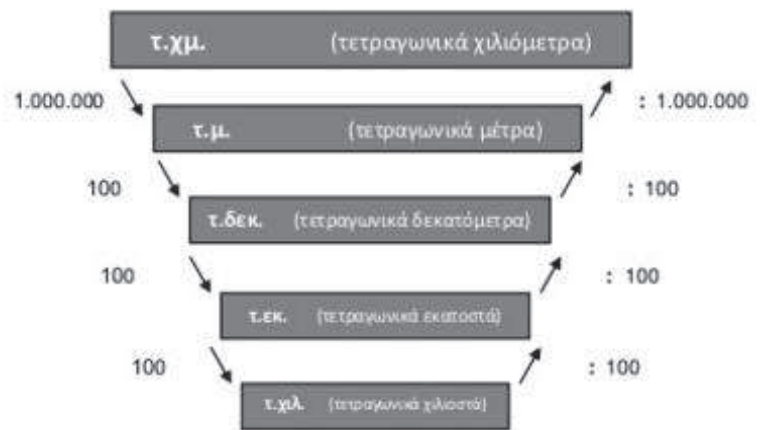 τ.χμ. (τετραγωνικά χιλιόμετρα)
1.000.000 : 1.000.000
τ.μ. (τετραγωνικά μέτρα)
100 : 100
τ.δεκ. (τετραγωνικά δεκατόμετρα)
100 : 100
τ.εκ. (τετραγωνικά εκατοστά)
100 : 100
τ.χιλ. (τετραγωνικά χιλιοστά)